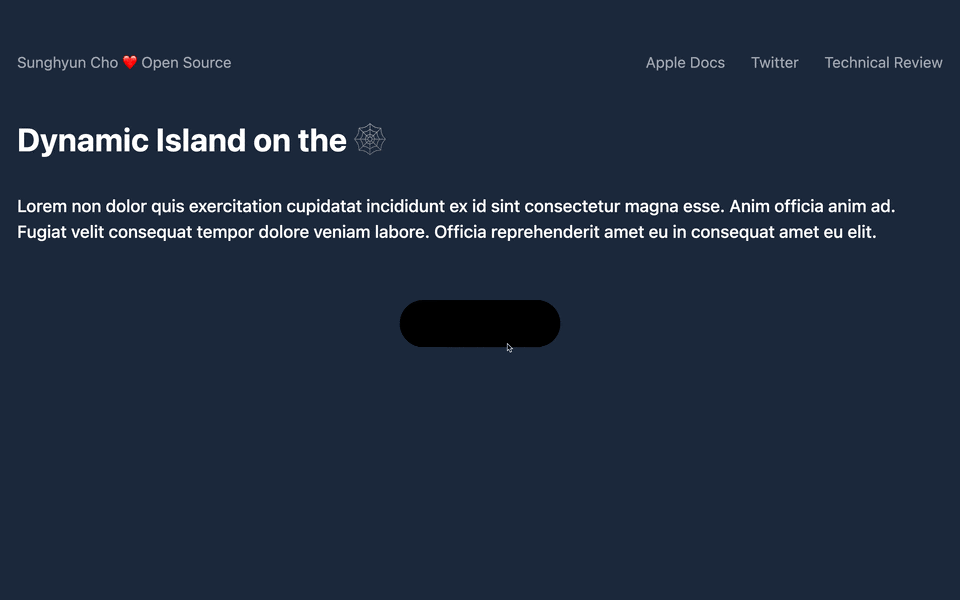 Sunghyun Cho ❤️ Open Source
Apple Docs Twitter Technical Review
Dynamic Island on the 🕸
Lorem non dolor quis exercitation cupidatat incididunt ex id sint consectetur magna esse. Anim officia anim ad.
Fugiat velit consequat tempor dolore veniam labore. Officia reprehenderit amet eu in consequat amet eu elit.